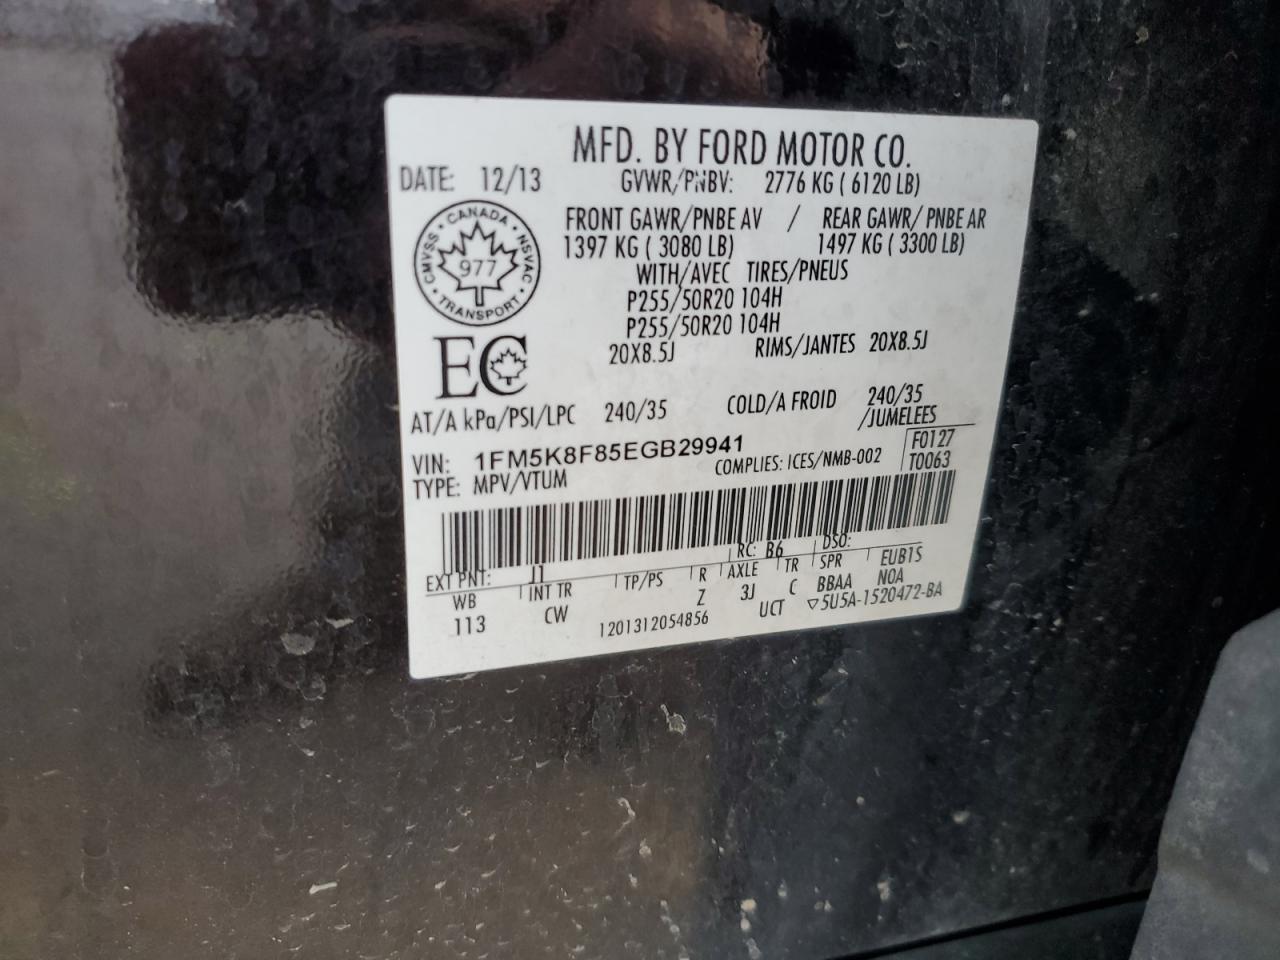 MFD. BY FORD MOTOR CO.
DATE: 12/13 GVWR/PNBV: 2776 KG ( 6120 LB)
FRONT GAWR/PNBE AV / REAR GAWR/ PNBE AR
1397 KG ( 3080 LB) 1497 KG ( 3300 LB)
WITH/AVEC TIRES/PNEUS
P255/50R20 104H
P255/50R20 104H
20X8.5J RIMS/JANTES 20X8.5J
CANADA
CMVSS NSVAC
977
TRANSPORT
EC
AT/A kPa/PSI/LPC 240/35 COLD/A FROID 240/35
/JUMELEES
VIN: 1FM5K8F85EGB29941 F0127
TYPE: MPV/VTUM COMPLIES: ICES/NMB-002 T0063
EXT PNT: J1 RC: B6 DSO:
WB INT TR TP/PS R AXLE TR SPR EUB1S
113 CW Z 3J C BBAA N0A
1201312054856 UCT ▽5U5A-1520472-BA